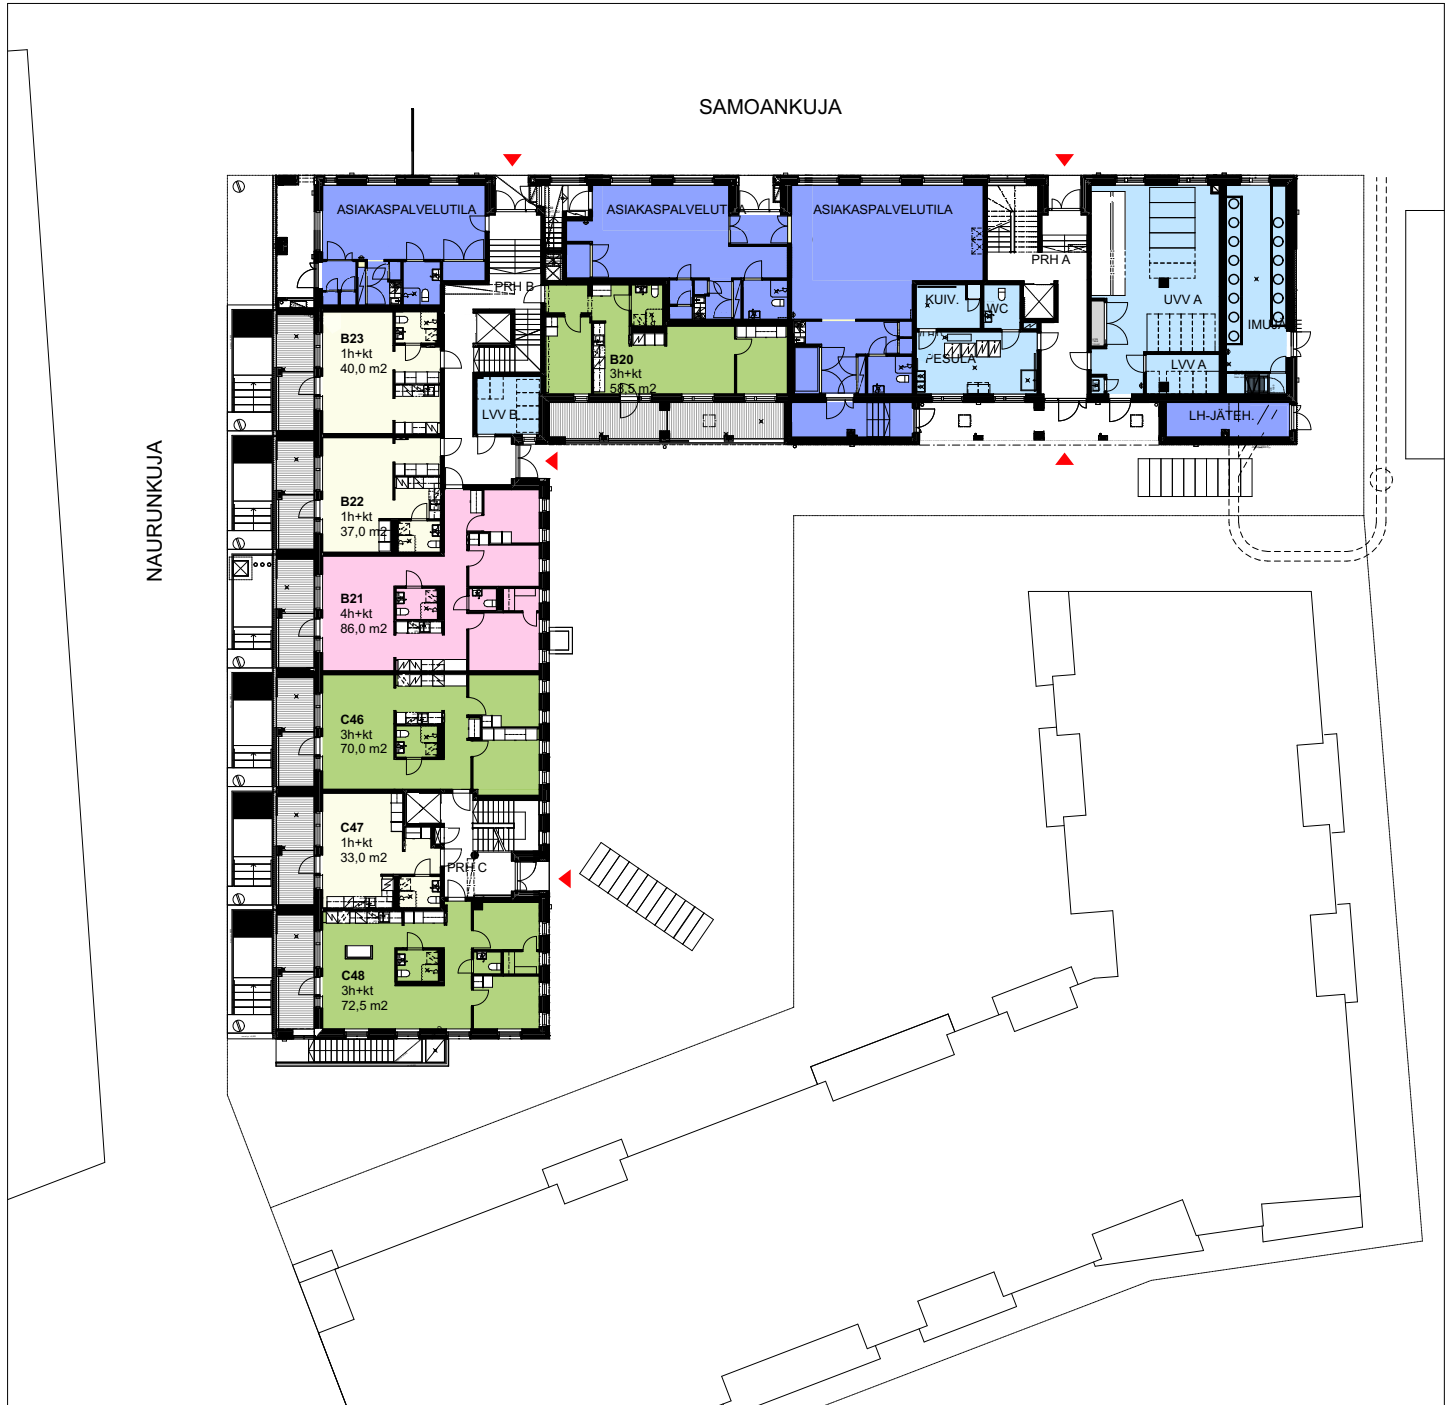 SAMOANKUJA
NAURUNKUJA
ASIAKASPALVELUTILA
ASIAKASPALVELUTILA
ASIAKASPALVELUTILA
PRH B
PRH A
KUIV.
WC
PESULA
UVV A
IMUJÄ
LVV A
LH-JÄTEH.
LVV B
B23
1h+kt
40,0 m2
B20
3h+kt
58,5 m2
B22
1h+kt
37,0 m2
B21
4h+kt
86,0 m2
C46
3h+kt
70,0 m2
C47
1h+kt
33,0 m2
PRH C
C48
3h+kt
72,5 m2